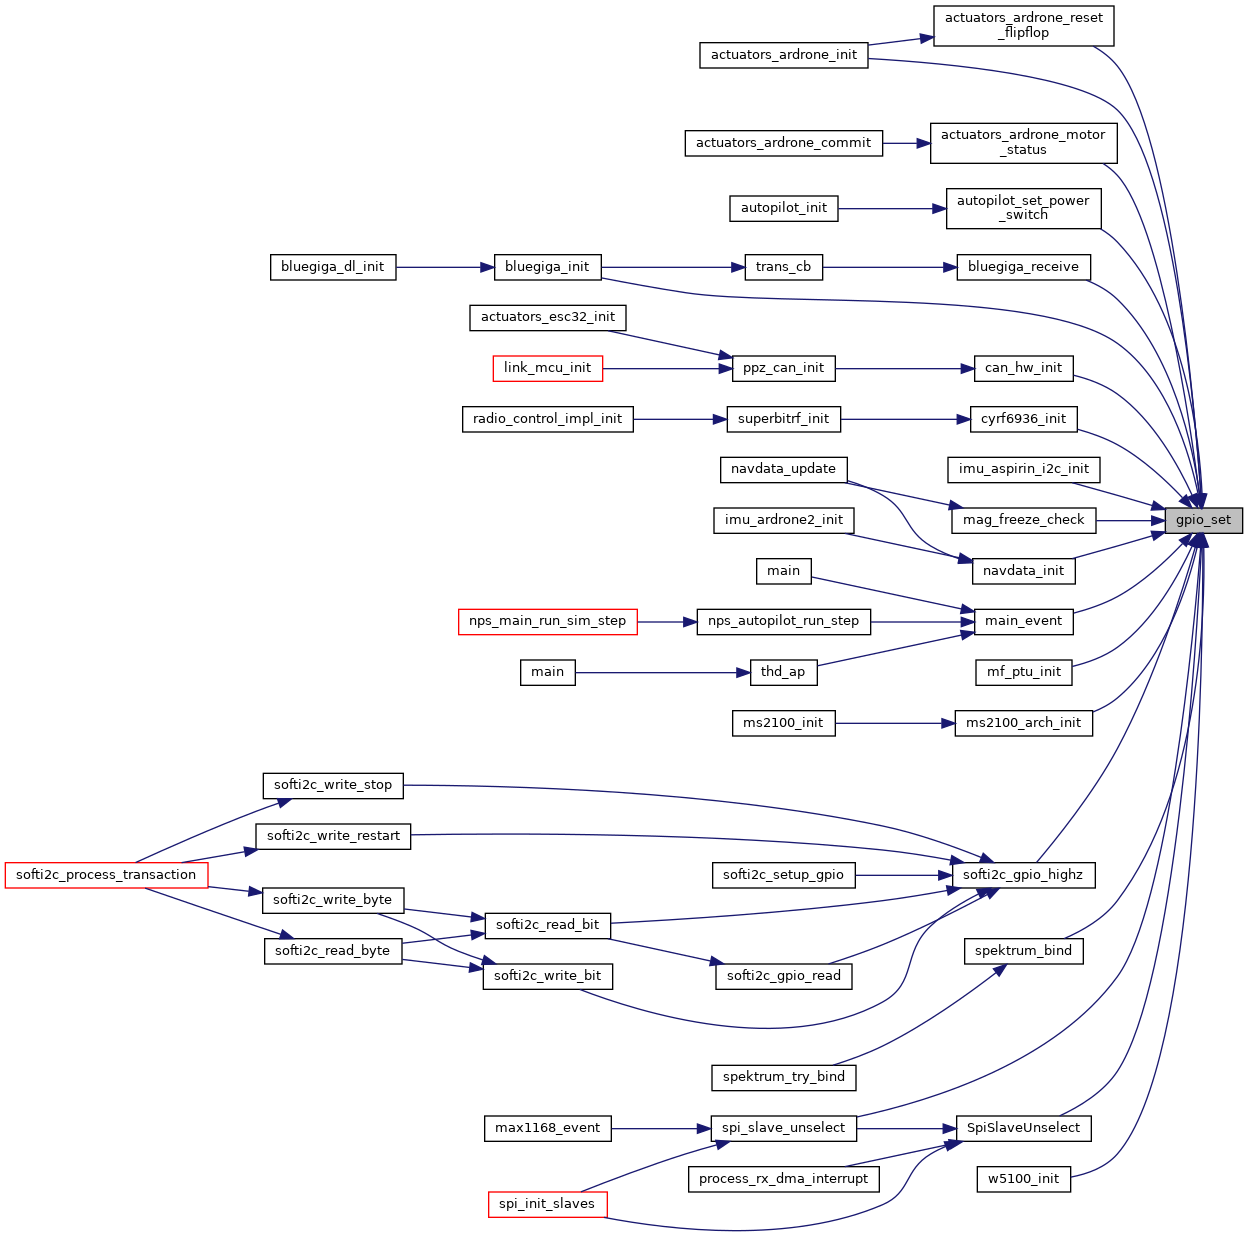 actuators_ardrone_reset
_flipflop
actuators_ardrone_init
actuators_ardrone_motor
_status
actuators_ardrone_commit
autopilot_set_power
_switch
autopilot_init
bluegiga_dl_init
bluegiga_init
trans_cb
bluegiga_receive
actuators_esc32_init
link_mcu_init
ppz_can_init
can_hw_init
radio_control_impl_init
superbitrf_init
cyrf6936_init
navdata_update
imu_aspirin_i2c_init
imu_ardrone2_init
mag_freeze_check
gpio_set
main
navdata_init
nps_main_run_sim_step
nps_autopilot_run_step
main_event
main
thd_ap
mf_ptu_init
ms2100_init
ms2100_arch_init
softi2c_write_stop
softi2c_write_restart
softi2c_process_transaction
softi2c_setup_gpio
softi2c_gpio_highz
softi2c_write_byte
softi2c_read_bit
softi2c_read_byte
spektrum_bind
softi2c_write_bit
softi2c_gpio_read
spektrum_try_bind
max1168_event
spi_slave_unselect
SpiSlaveUnselect
process_rx_dma_interrupt
w5100_init
spi_init_slaves